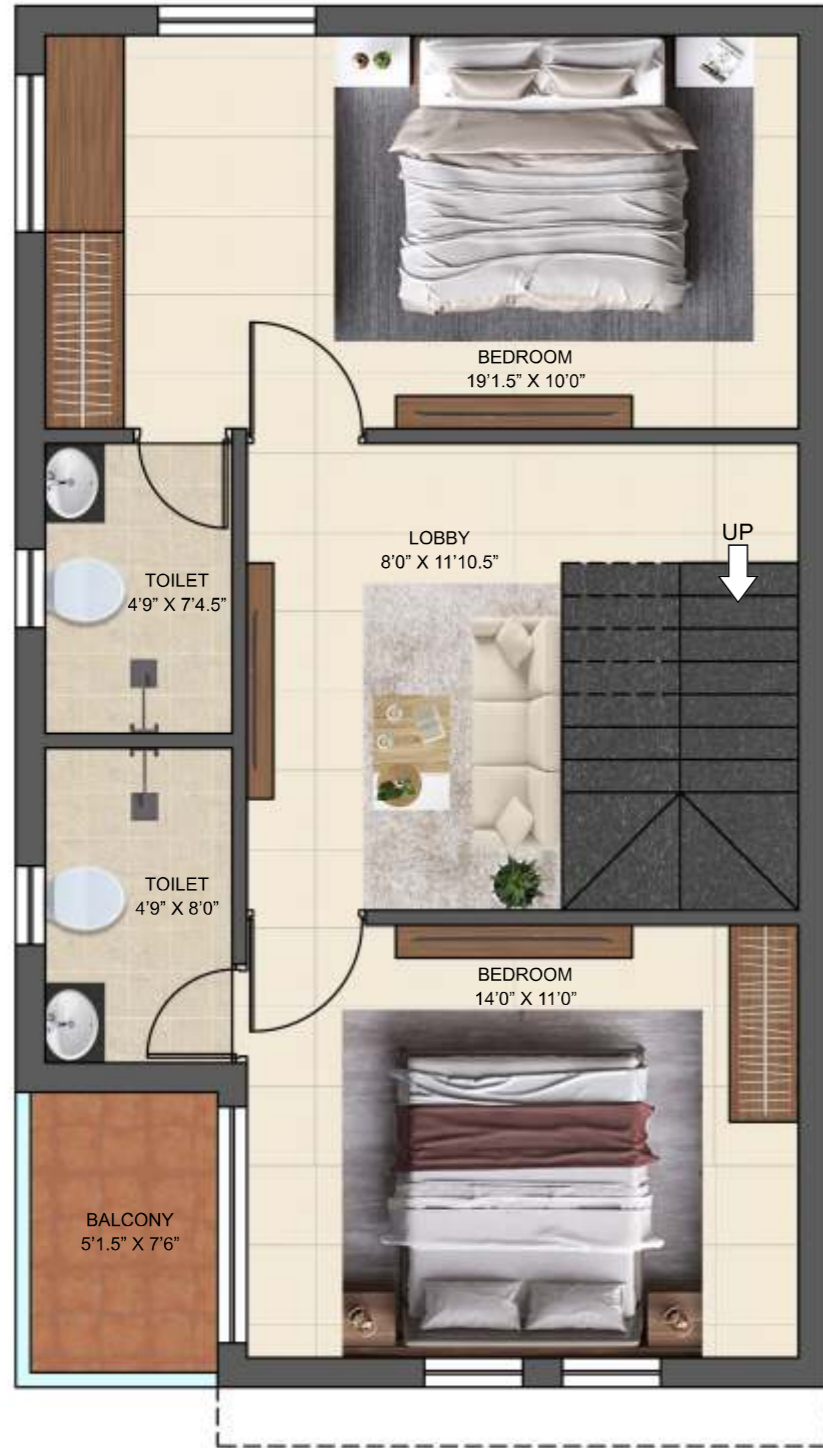 BEDROOM
19’1.5” X 10’0”
LOBBY
8’0” X 11’10.5”
UP
TOILET
4’9” X 7’4.5”
TOILET
4’9” X 8’0”
BEDROOM
14’0” X 11’0”
BALCONY
5’1.5” X 7’6”